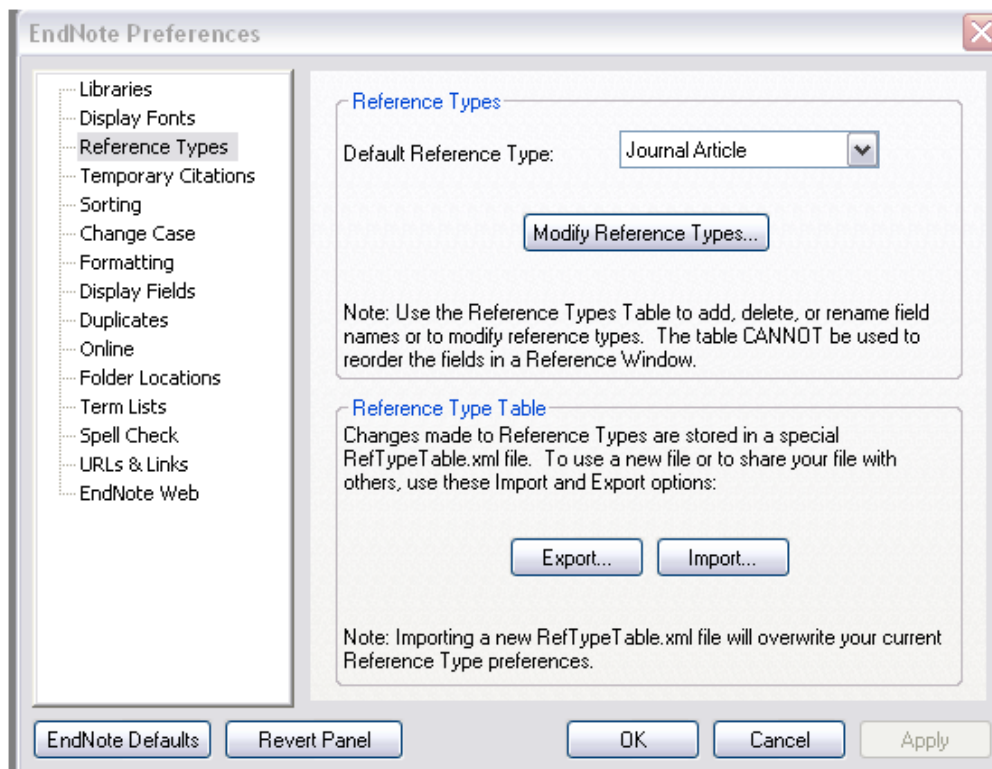 EndNote Preferences
Libraries
Display Fonts
Reference Types
Temporary Citations
Sorting
Change Case
Formatting
Display Fields
Duplicates
Online
Folder Locations
Term Lists
Spell Check
URLs & Links
EndNote Web
Reference Types
Default Reference Type:
Journal Article
Modify Reference Types...
Note: Use the Reference Types Table to add, delete, or rename field
names or to modify reference types.  The table CANNOT be used to
reorder the fields in a Reference Window.
Reference Type Table
Changes made to Reference Types are stored in a special
RefTypeTable.xml file.  To use a new file or to share your file with
others, use these Import and Export options:
Export...
Import...
Note: Importing a new RefTypeTable.xml file will overwrite your current
Reference Type preferences.
EndNote Defaults
Revert Panel
OK
Cancel
Apply